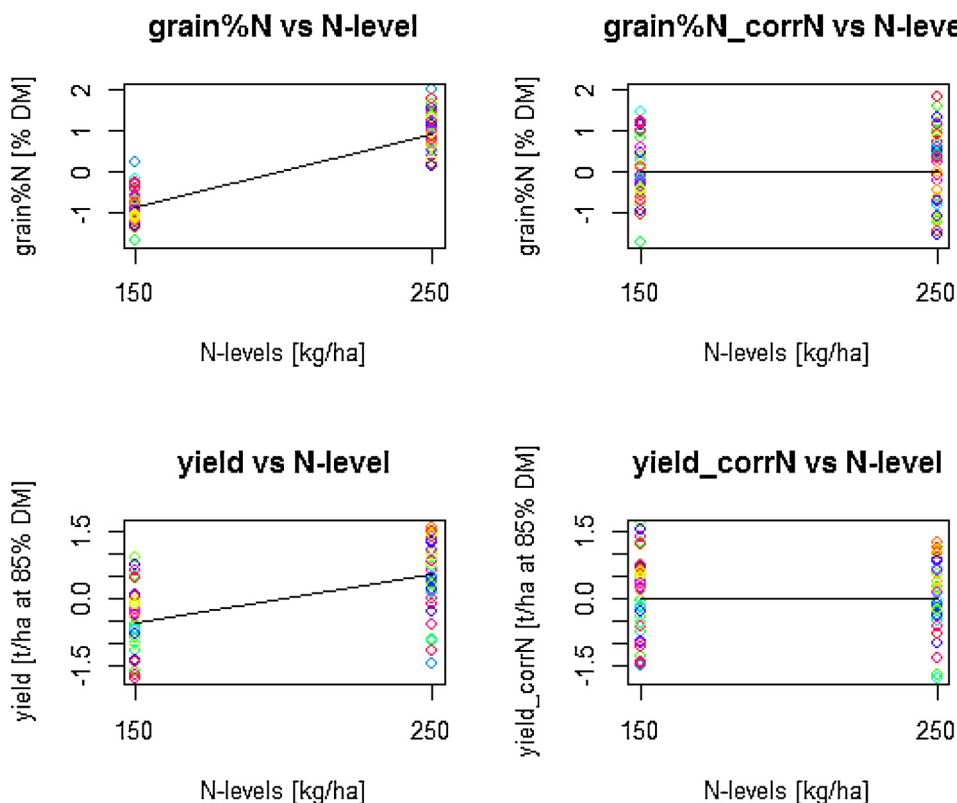 grain%N vs N-level
grain%N [% DM]
2
1
0
-1
150
250
N-levels [kg/ha]
grain%N_corrN vs N-leve
grain%N [% DM]
2
1
0
-1
150
250
N-levels [kg/ha]
yield vs N-level
yield [t/ha at 85% DM]
1.5
0.0
-1.5
150
250
N-levels [kg/ha]
yield_corrN vs N-level
yield_corrN [t/ha at 85% DM]
1.5
0.0
-1.5
150
250
N-levels [kg/ha]